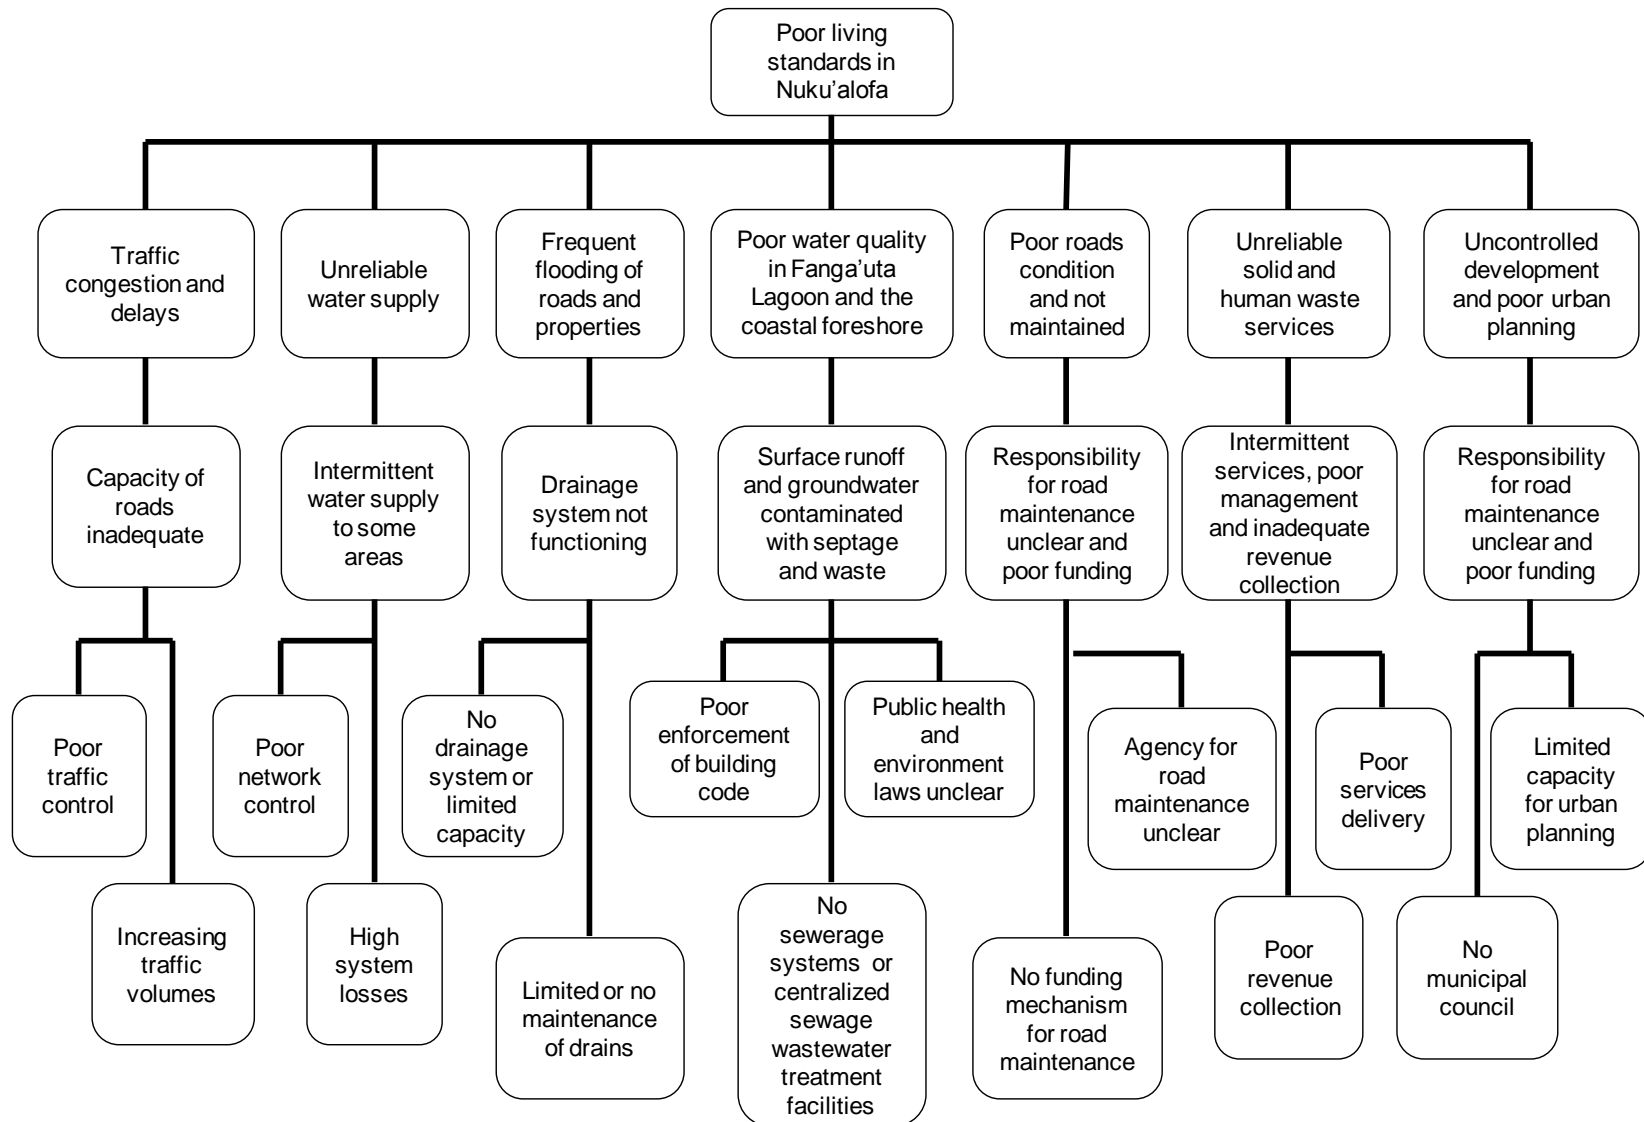 Poor living
standards in
Nuku’alofa
Traffic
congestion and
delays
Unreliable
water supply
Frequent
flooding of
roads and
properties
Poor water quality
in Fanga’uta
Lagoon and the
coastal foreshore
Poor roads
condition
and not
maintained
Unreliable
solid and
human waste
services
Uncontrolled
development
and poor urban
planning
Capacity of
roads
inadequate
Intermittent
water supply
to some
areas
Drainage
system not
functioning
Surface runoff
and groundwater
contaminated
with septage
and waste
Responsibility
for road
maintenance
unclear and
poor funding
Intermittent
services, poor
management
and inadequate
revenue
collection
Responsibility
for road
maintenance
unclear and
poor funding
Poor
traffic
control
Increasing
traffic
volumes
Poor
network
control
High
system
losses
No
drainage
system or
limited
capacity
Limited or no
maintenance
of drains
Poor
enforcement
of building
code
No
sewerage
systems or
centralized
sewage
wastewater
treatment
facilities
Public health
and
environment
laws unclear
No funding
mechanism
for road
maintenance
Agency for
road
maintenance
unclear
Poor
revenue
collection
Poor
services
delivery
No
municipal
council
Limited
capacity
for urban
planning